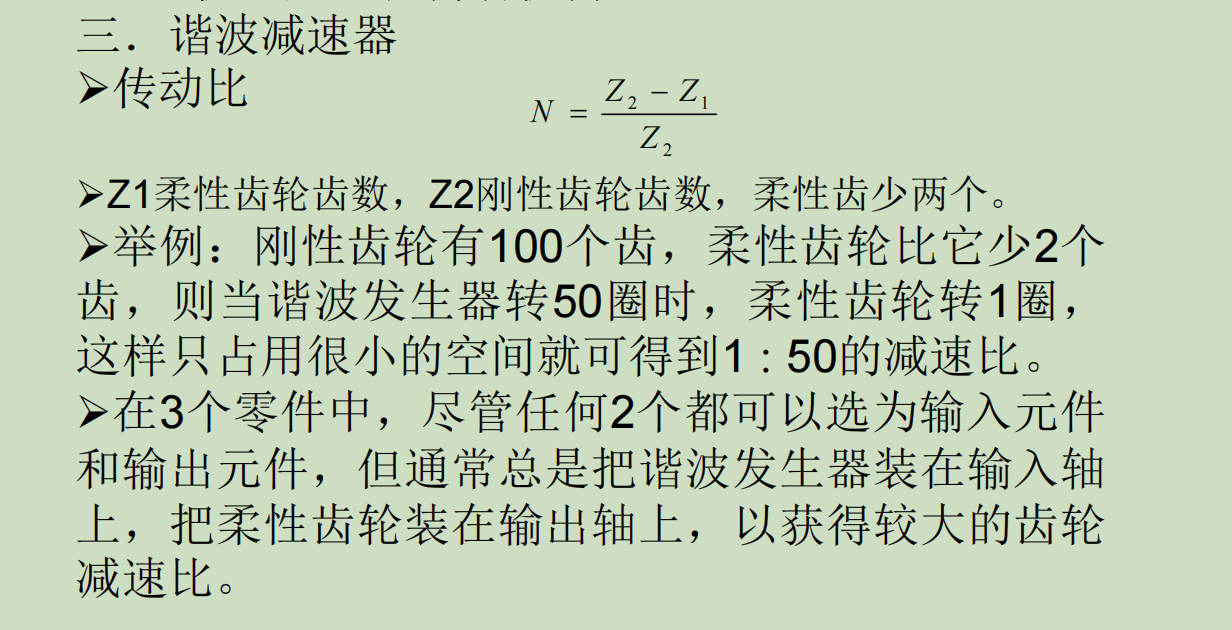 三．谐波减速器
➢传动比
N = (Z₂ − Z₁) / Z₂
➢Z1柔性齿轮齿数，Z2刚性齿轮齿数，柔性齿少两个。
➢举例：刚性齿轮有100个齿，柔性齿轮比它少2个
齿，则当谐波发生器转50圈时，柔性齿轮转1圈，
这样只占用很小的空间就可得到1：50的减速比。
➢在3个零件中，尽管任何2个都可以选为输入元件
和输出元件，但通常总是把谐波发生器装在输入轴
上，把柔性齿轮装在输出轴上，以获得较大的齿轮
减速比。